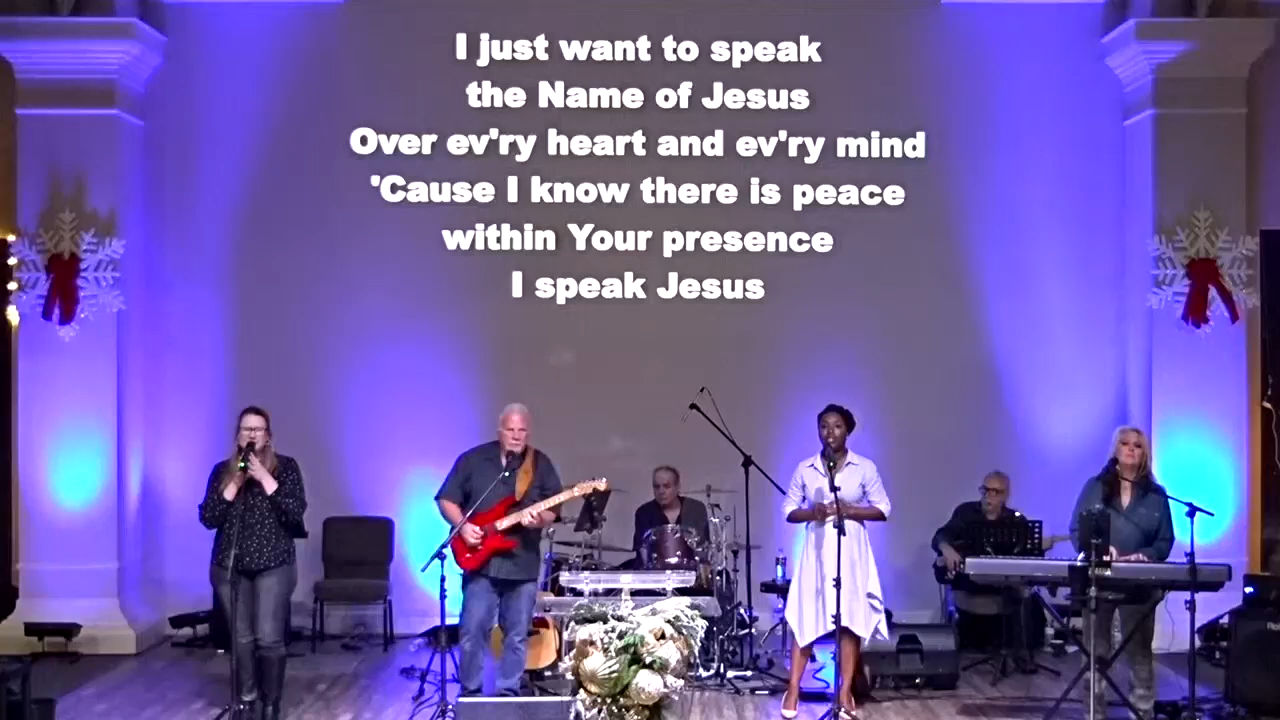 I just want to speak
the Name of Jesus
Over ev'ry heart and ev'ry mind
'Cause I know there is peace
within Your presence
I speak Jesus